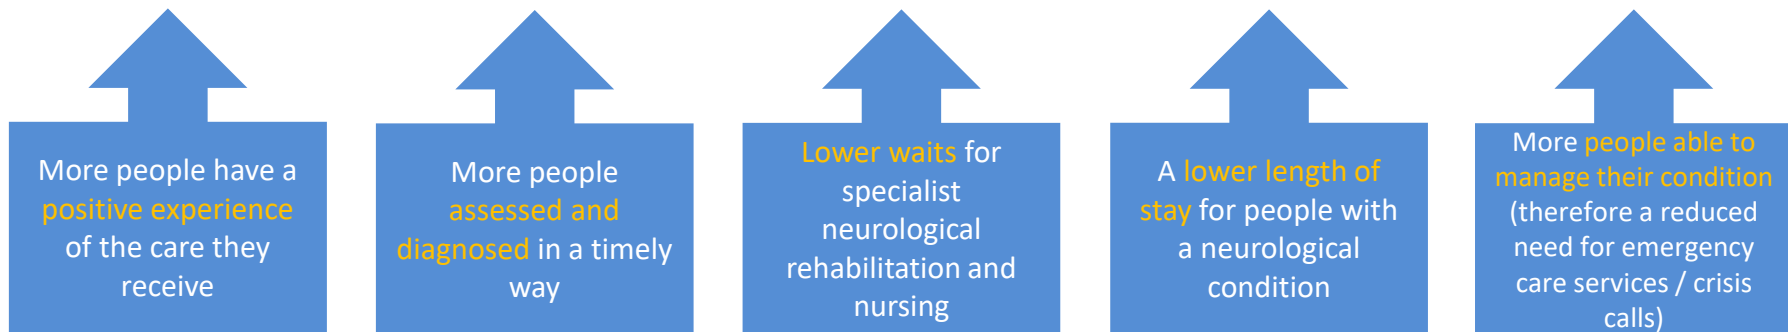 More people have a
positive experience
of the care they
receive
More people
assessed and
diagnosed in a timely
way
Lower waits for
specialist
neurological
rehabilitation and
nursing
A lower length of
stay for people with
a neurological
condition
More people able to
manage their condition
(therefore a reduced
need for emergency
care services / crisis
calls)